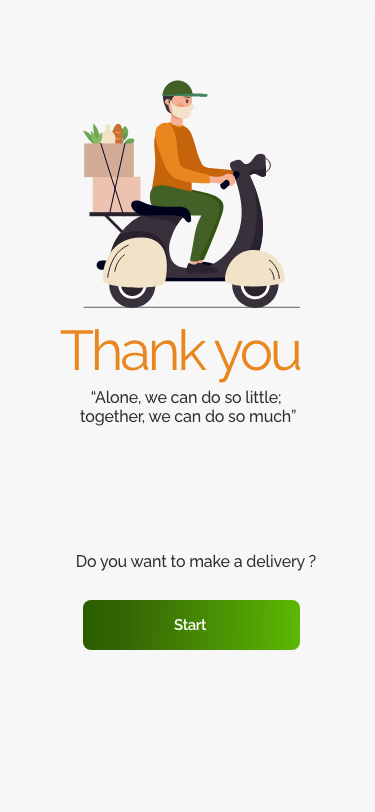 Thank you
“Alone, we can do so little;
together, we can do so much”
Do you want to make a delivery ?
Start